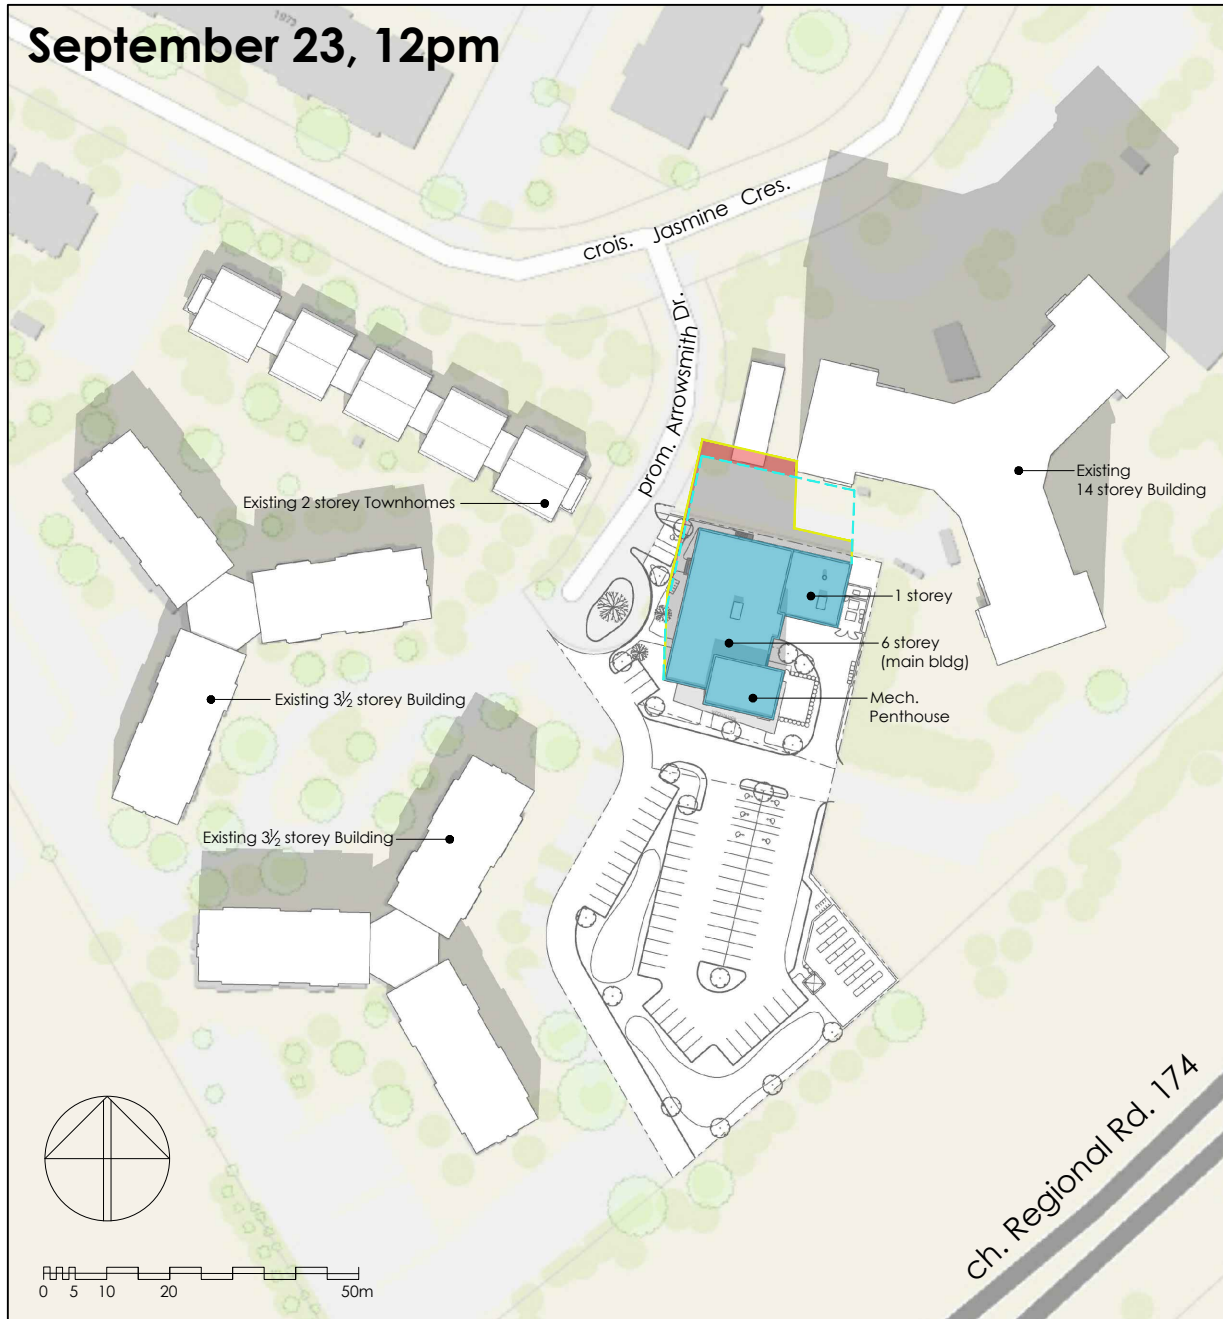 1973
September 23, 12pm
crois. Jasmine Cres.
prom. Arrowsmith Dr.
Existing
14 storey Building
Existing 2 storey Townhomes
1 storey
6 storey
(main bldg)
Existing 3½ storey Building
Mech.
Penthouse
Existing 3½ storey Building
ch. Regional Rd. 174
0 5 10 20 50m